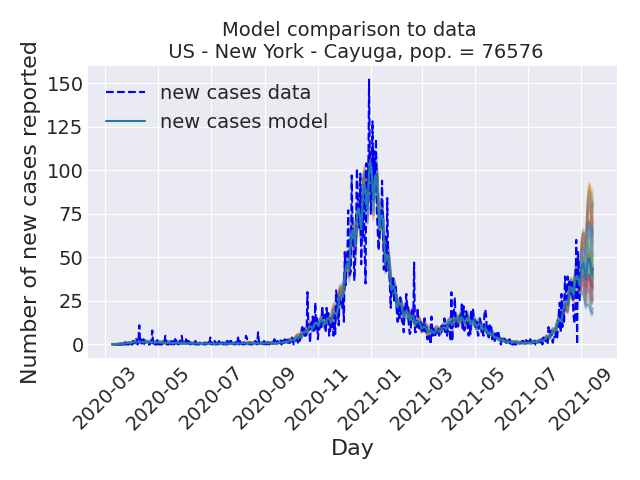 Model comparison to data
US - New York - Cayuga, pop. = 76576
Number of new cases reported
150
125
100
75
50
25
0
new cases data
new cases model
2020-03
2020-05
2020-07
2020-09
2020-11
2021-01
2021-03
2021-05
2021-07
2021-09
Day